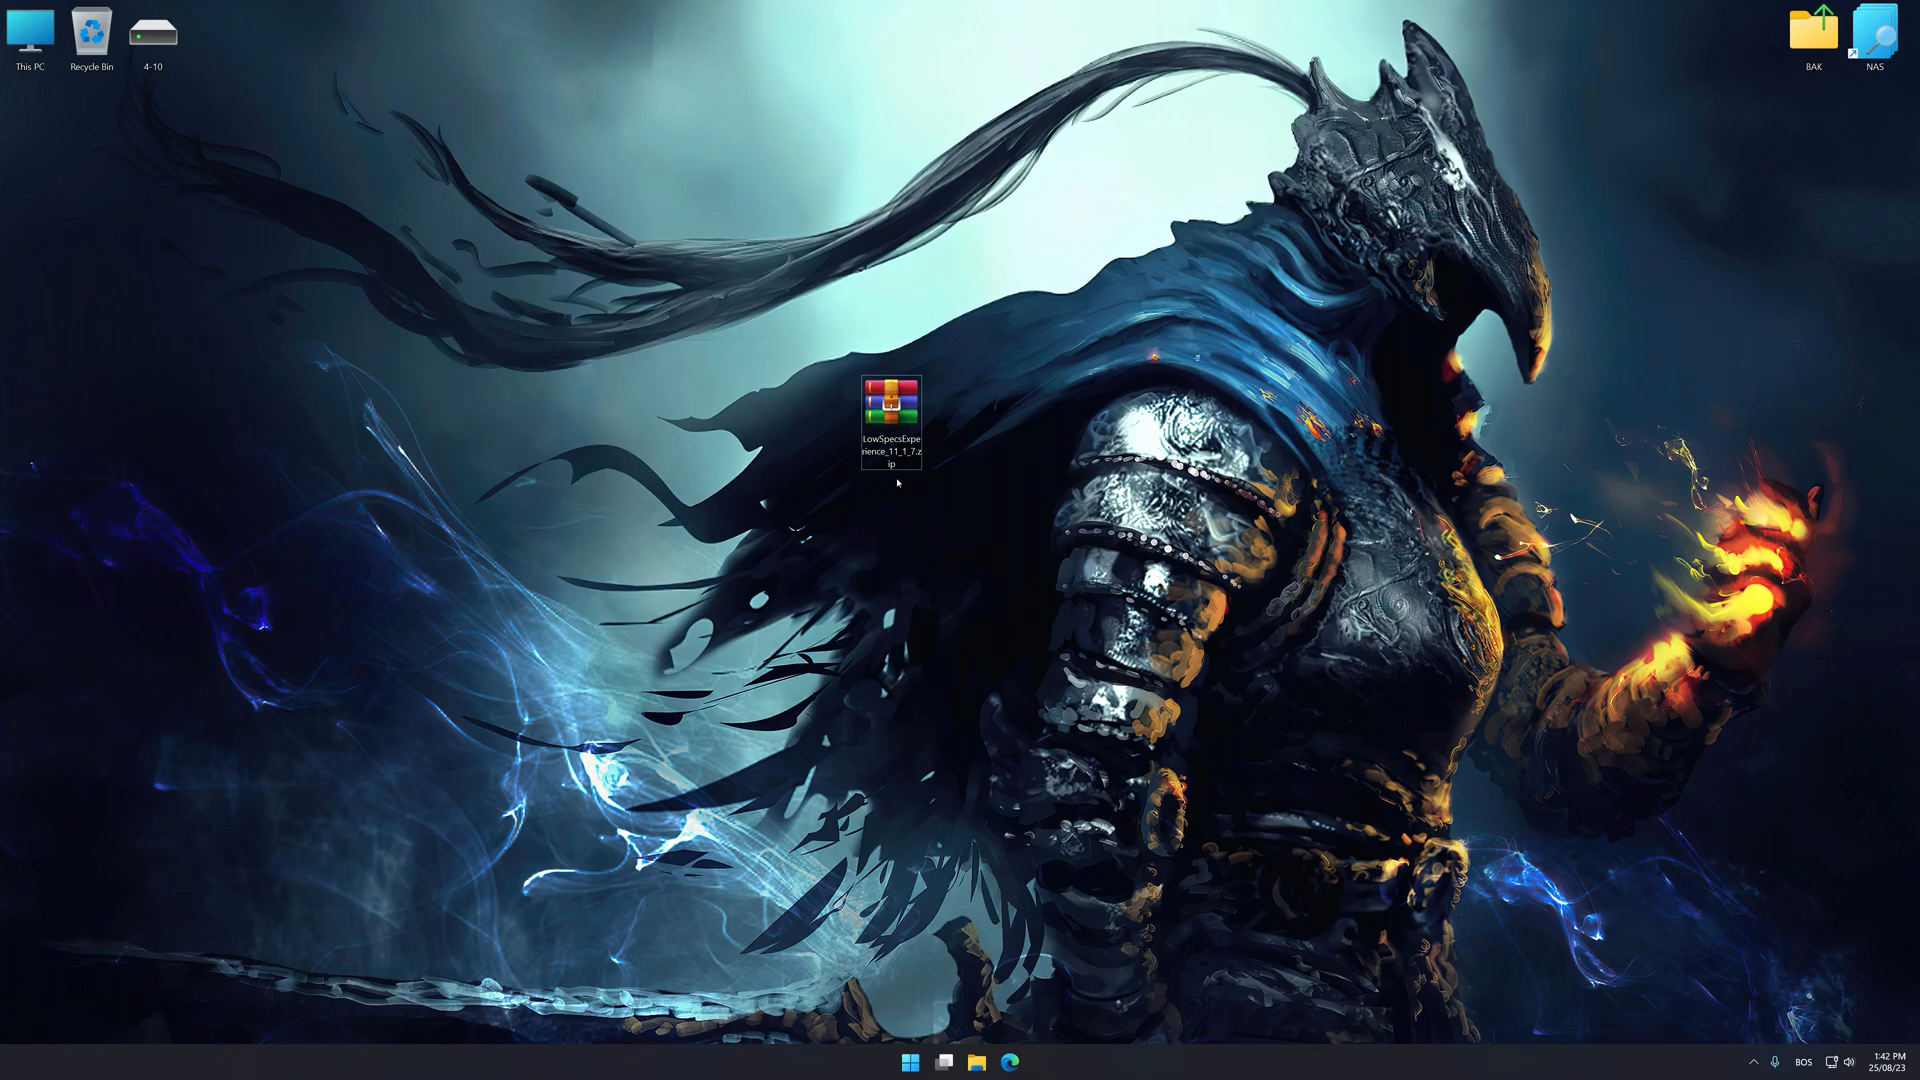 This PC
Recycle Bin
4-10
BAK
NAS
LowSpecsExpe
rience_11_1_7.z
ip
BOS
1:42 PM
25/08/23